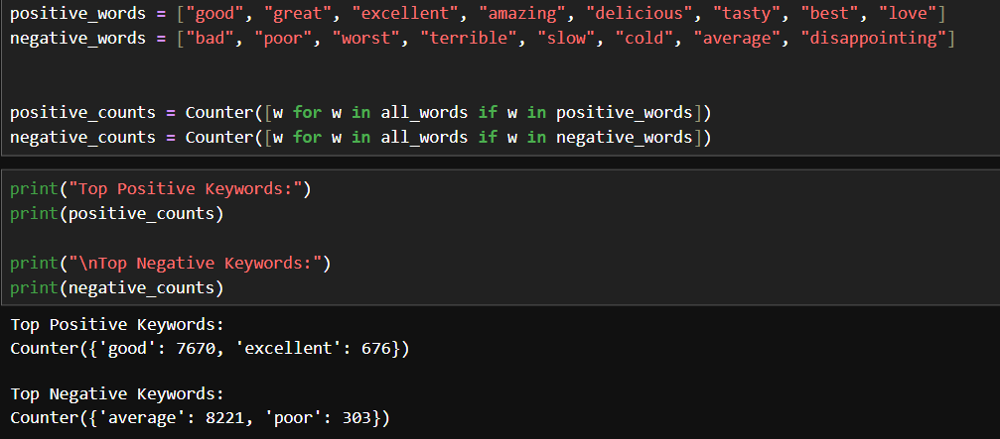 positive_words = ["good", "great", "excellent", "amazing", "delicious", "tasty", "best", "love"]
negative_words = ["bad", "poor", "worst", "terrible", "slow", "cold", "average", "disappointing"]
positive_counts = Counter([w for w in all_words if w in positive_words])
negative_counts = Counter([w for w in all_words if w in negative_words])
print("Top Positive Keywords:")
print(positive_counts)
print("\nTop Negative Keywords:")
print(negative_counts)
Top Positive Keywords:
Counter({'good': 7670, 'excellent': 676})
Top Negative Keywords:
Counter({'average': 8221, 'poor': 303})